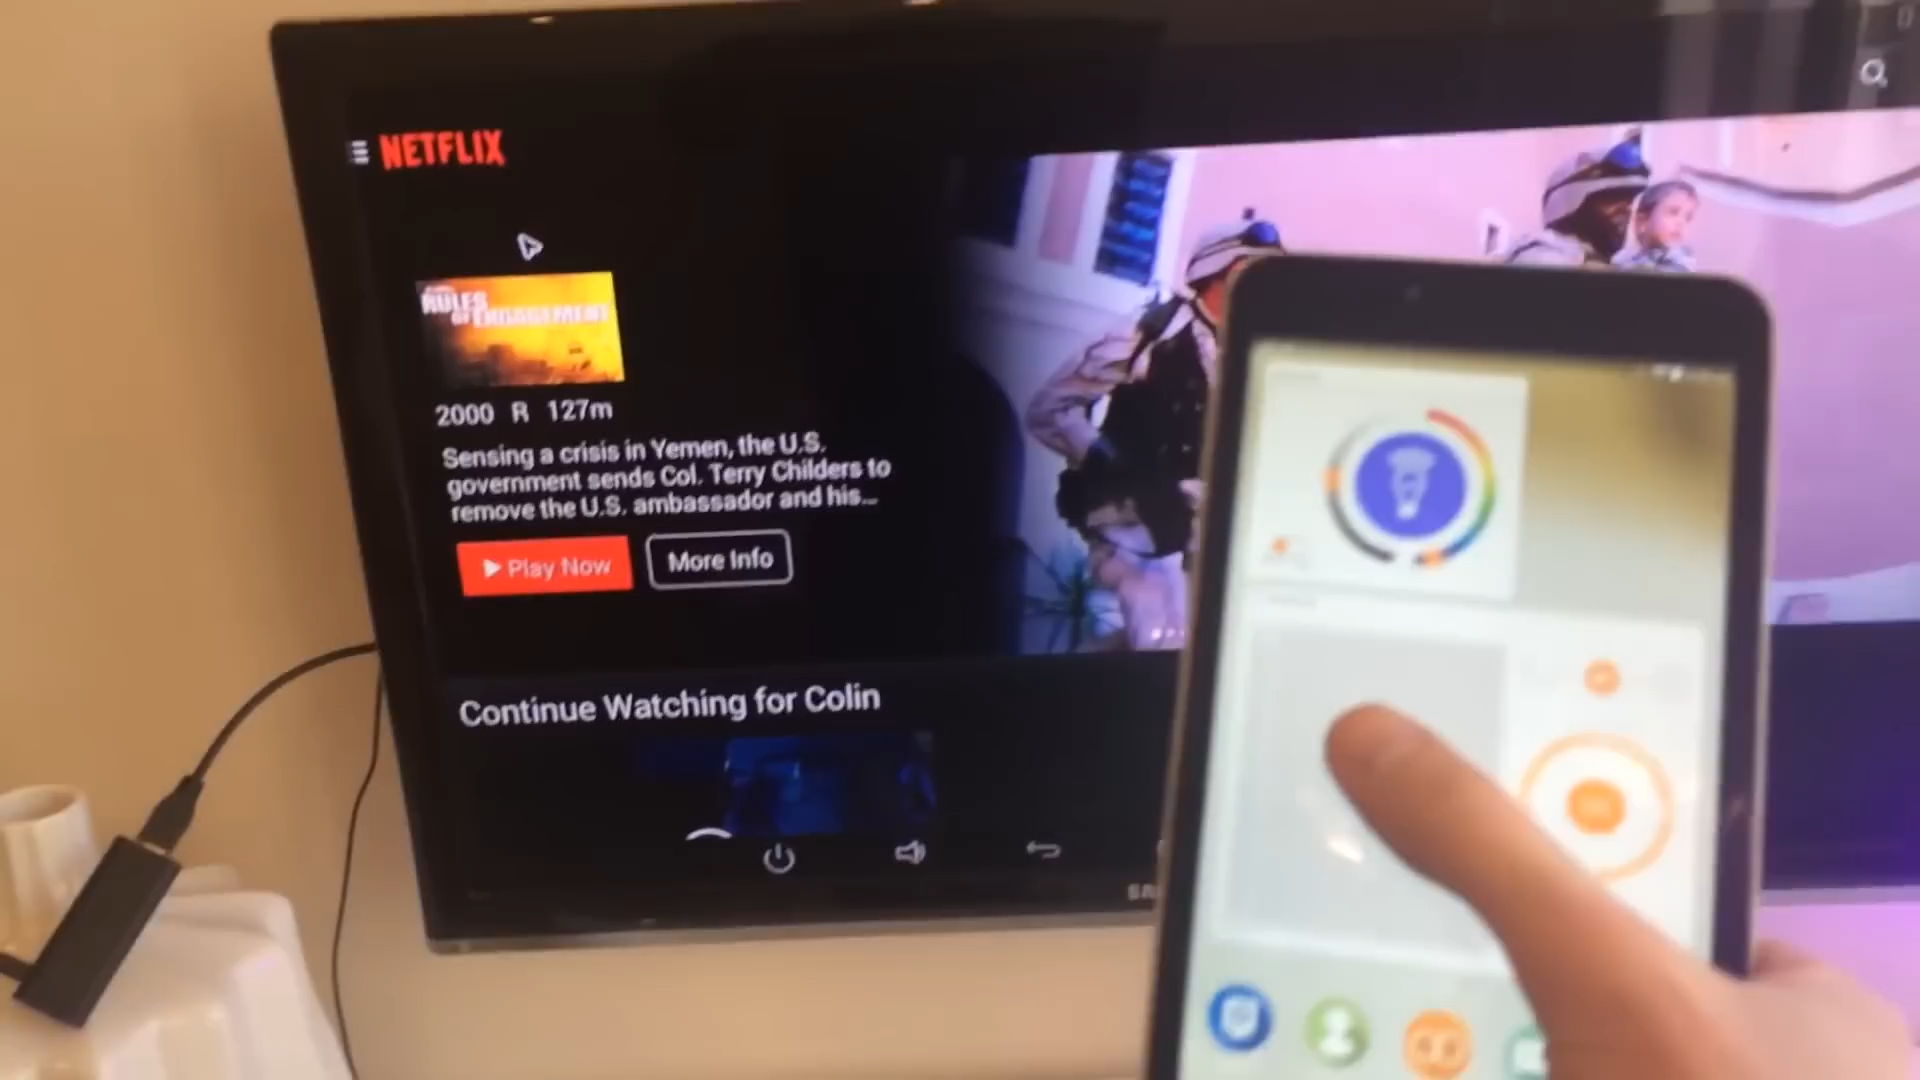 NETFLIX
RULES
OF ENGAGEMENT
2000 R 127m
Sensing a crisis in Yemen, the U.S.
government sends Col. Terry Childers to
remove the U.S. ambassador and his...
Play Now
More Info
Continue Watching for Colin